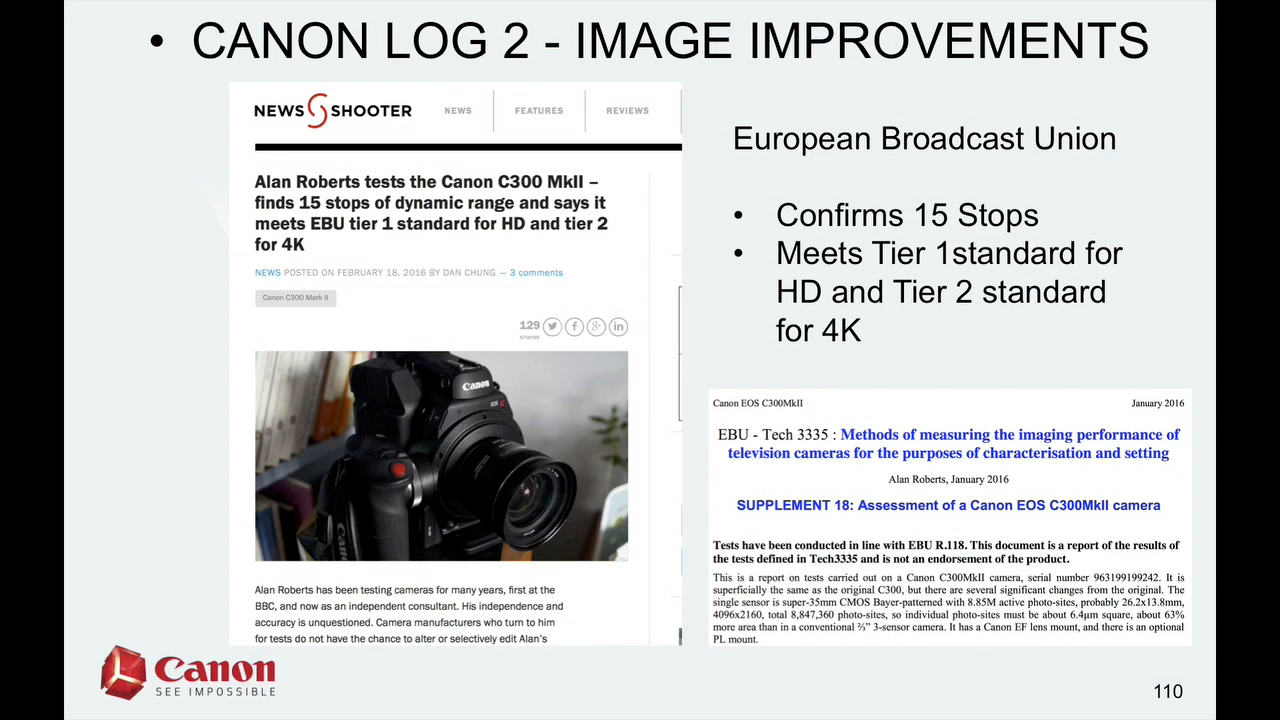 • CANON LOG 2 - IMAGE IMPROVEMENTS
NEWS SHOOTER
NEWS
FEATURES
REVIEWS
Alan Roberts tests the Canon C300 MkII –
finds 15 stops of dynamic range and says it
meets EBU tier 1 standard for HD and tier 2
for 4K
NEWS POSTED ON FEBRUARY 18, 2016 BY DAN CHUNG — 3 comments
Canon C300 Mark II
129
shares
Canon
EOS
Canon
Alan Roberts has been testing cameras for many years, first at the
BBC, and now as an independent consultant. His independence and
accuracy is unquestioned. Camera manufacturers who turn to him
for tests do not have the chance to alter or selectively edit Alan's
European Broadcast Union
• Confirms 15 Stops
• Meets Tier 1standard for
HD and Tier 2 standard
for 4K
Canon EOS C300MkII January 2016
EBU - Tech 3335 : Methods of measuring the imaging performance of
television cameras for the purposes of characterisation and setting
Alan Roberts, January 2016
SUPPLEMENT 18: Assessment of a Canon EOS C300MkII camera
Tests have been conducted in line with EBU R.118. This document is a report of the results of
the tests defined in Tech3335 and is not an endorsement of the product.
This is a report on tests carried out on a Canon C300MkII camera, serial number 963199199242. It is
superficially the same as the original C300, but there are several significant changes from the original. The
single sensor is super-35mm CMOS Bayer-patterned with 8.85M active photo-sites, probably 26.2x13.8mm,
4096x2160, total 8,847,360 photo-sites, so individual photo-sites must be about 6.4µm square, about 63%
more area than in a conventional ⅔" 3-sensor camera. It has a Canon EF lens mount, and there is an optional
PL mount.
Canon
SEE IMPOSSIBLE
110